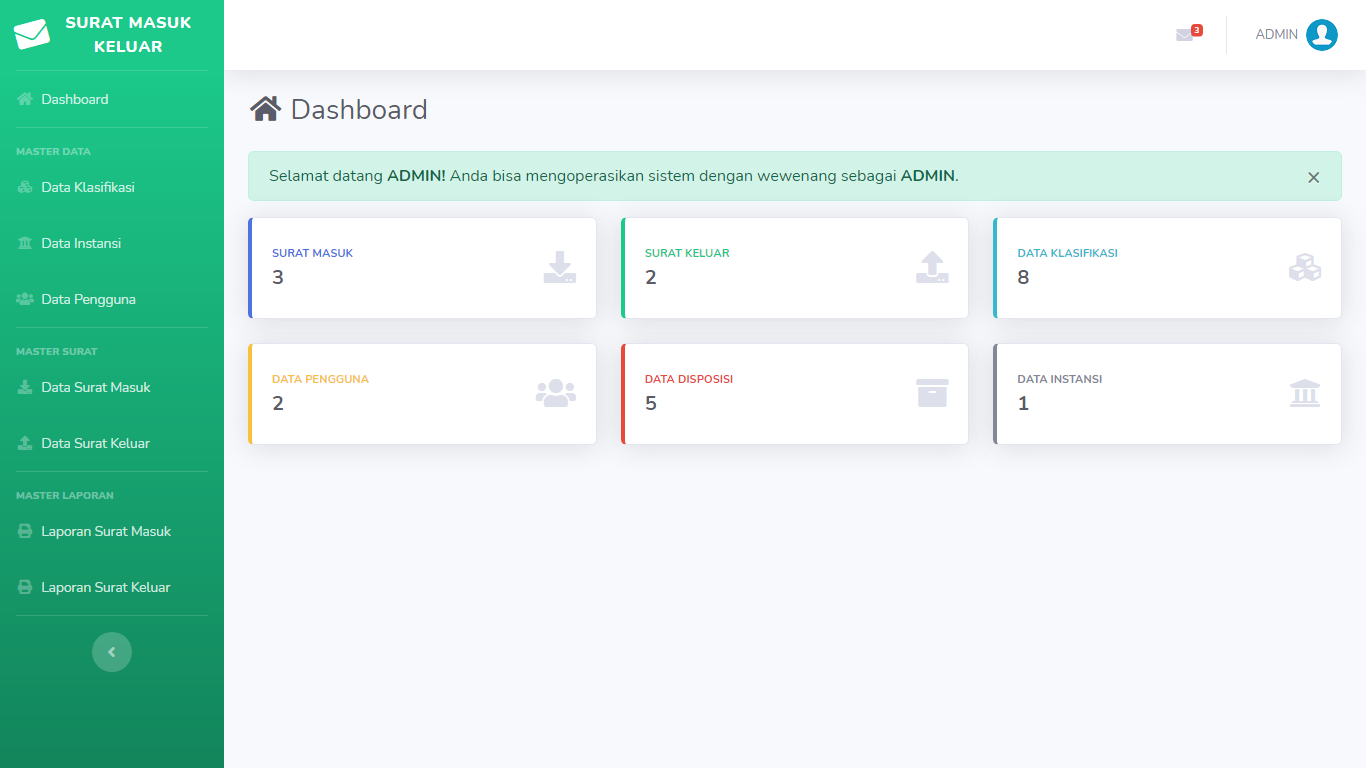 SURAT MASUK
KELUAR
Dashboard
MASTER DATA
Data Klasifikasi
Data Instansi
Data Pengguna
MASTER SURAT
Data Surat Masuk
Data Surat Keluar
MASTER LAPORAN
Laporan Surat Masuk
Laporan Surat Keluar
3
ADMIN
Dashboard
Selamat datang ADMIN! Anda bisa mengoperasikan sistem dengan wewenang sebagai ADMIN.
×
SURAT MASUK
3
SURAT KELUAR
2
DATA KLASIFIKASI
8
DATA PENGGUNA
2
DATA DISPOSISI
5
DATA INSTANSI
1